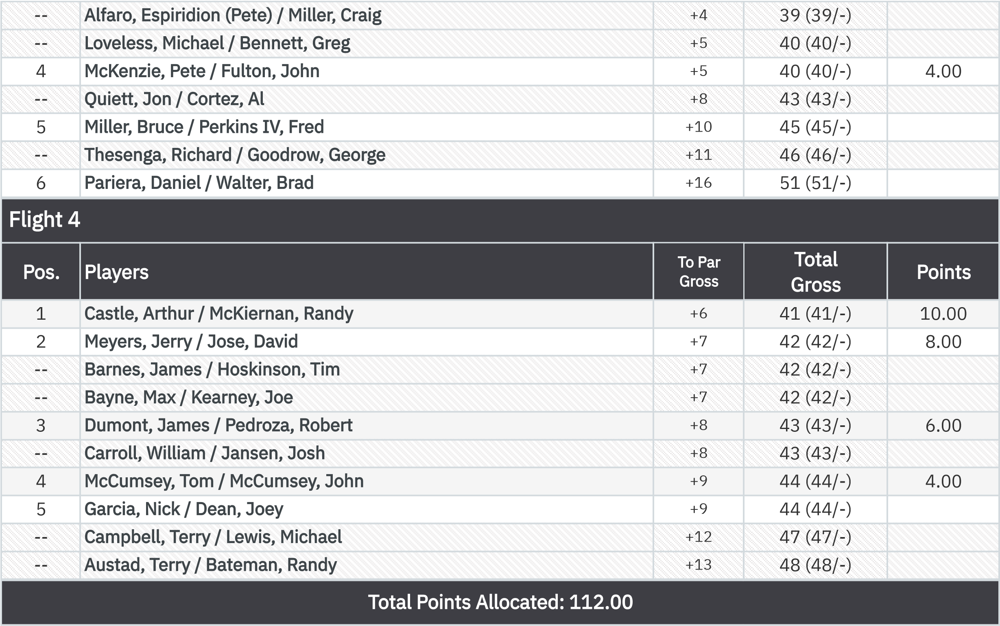 -- Alfaro, Espiridion (Pete) / Miller, Craig +4 39 (39/-)
-- Loveless, Michael / Bennett, Greg +5 40 (40/-)
4 McKenzie, Pete / Fulton, John +5 40 (40/-) 4.00
-- Quiett, Jon / Cortez, Al +8 43 (43/-)
5 Miller, Bruce / Perkins IV, Fred +10 45 (45/-)
-- Thesenga, Richard / Goodrow, George +11 46 (46/-)
6 Pariera, Daniel / Walter, Brad +16 51 (51/-)
Flight 4
Pos. Players To Par Gross Total Gross Points
1 Castle, Arthur / McKiernan, Randy +6 41 (41/-) 10.00
2 Meyers, Jerry / Jose, David +7 42 (42/-) 8.00
-- Barnes, James / Hoskinson, Tim +7 42 (42/-)
-- Bayne, Max / Kearney, Joe +7 42 (42/-)
3 Dumont, James / Pedroza, Robert +8 43 (43/-) 6.00
-- Carroll, William / Jansen, Josh +8 43 (43/-)
4 McCumsey, Tom / McCumsey, John +9 44 (44/-) 4.00
5 Garcia, Nick / Dean, Joey +9 44 (44/-)
-- Campbell, Terry / Lewis, Michael +12 47 (47/-)
-- Austad, Terry / Bateman, Randy +13 48 (48/-)
Total Points Allocated: 112.00